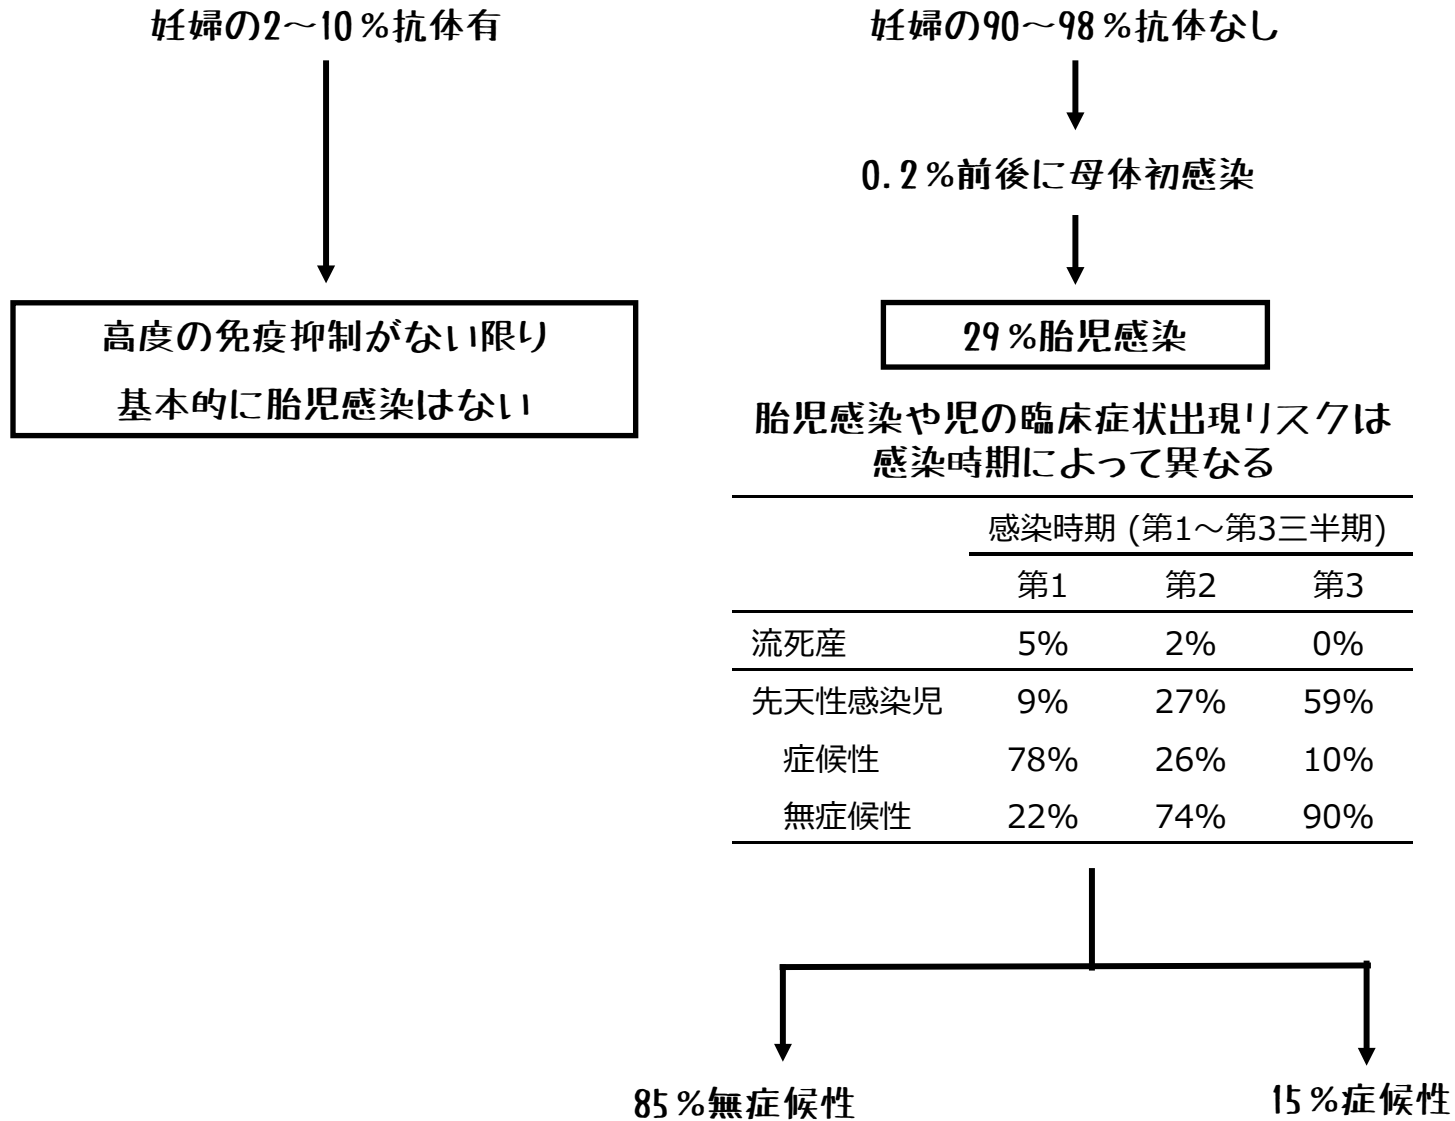 妊婦の2～10%抗体有
高度の免疫抑制がない限り
基本的に胎児感染はない
妊婦の90～98%抗体なし
0.2%前後に母体初感染
29%胎児感染
胎児感染や児の臨床症状出現リスクは
感染時期によって異なる
感染時期 (第1～第3三半期)
第1 第2 第3
流死産 5% 2% 0%
先天性感染児 9% 27% 59%
症候性 78% 26% 10%
無症候性 22% 74% 90%
85%無症候性
15%症候性